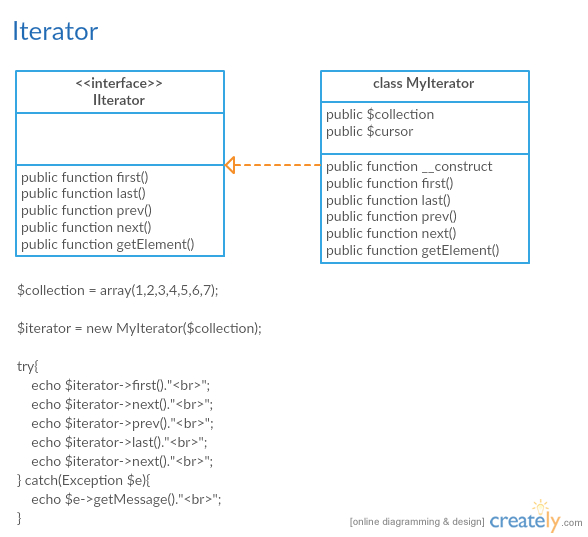 Iterator
<<interface>>
IIterator
public function first()
public function last()
public function prev()
public function next()
public function getElement()
class MyIterator
public $collection
public $cursor
public function __construct
public function first()
public function last()
public function prev()
public function next()
public function getElement()
$collection = array(1,2,3,4,5,6,7);
$iterator = new MyIterator($collection);
try{
    echo $iterator->first()."<br>";
    echo $iterator->next()."<br>";
    echo $iterator->prev()."<br>";
    echo $iterator->last()."<br>";
    echo $iterator->next()."<br>";
} catch(Exception $e){
    echo $e->getMessage()."<br>";
}
[online diagramming & design] creately.com